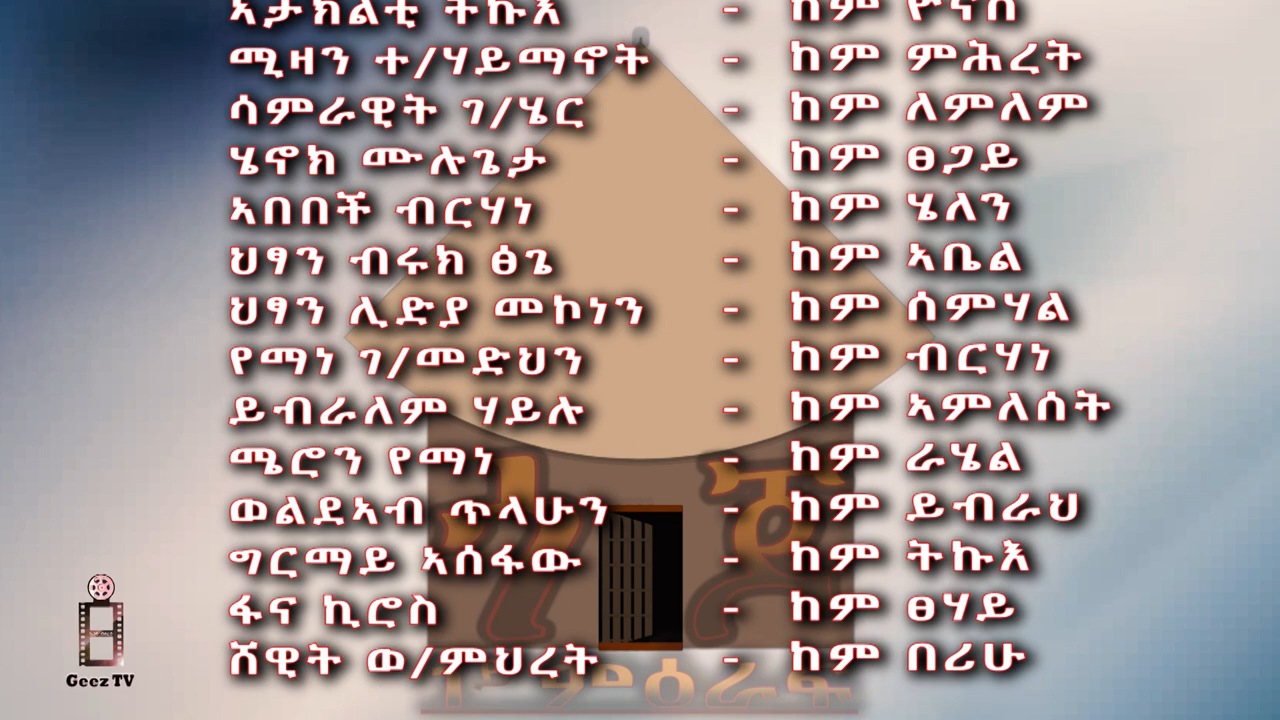 ኣታክልቲ ትኩእ - ከም ዮናስ
ሚዛን ተ/ሃይማኖት - ከም ምሕረት
ሳምራዊት ገ/ሄር - ከም ለምለም
ሄኖክ ሙሉጌታ - ከም ፀጋይ
ኣበበች ብርሃነ - ከም ሄለን
ህፃን ብሩክ ፅጌ - ከም ኣቤል
ህፃን ሊድያ መኮነን - ከም ሰምሃል
የማነ ገ/መድህን - ከም ብርሃነ
ይብራለም ሃይሉ - ከም ኣምለሰት
ሜሮን የማነ - ከም ራሄል
ወልደኣብ ጥላሁን - ከም ይብራህ
ግርማይ ኣሰፋው - ከም ትኩእ
ፋና ኪሮስ - ከም ፀሃይ
ሽዊት ወ/ምህረት - ከም በሪሁ
Geez TV